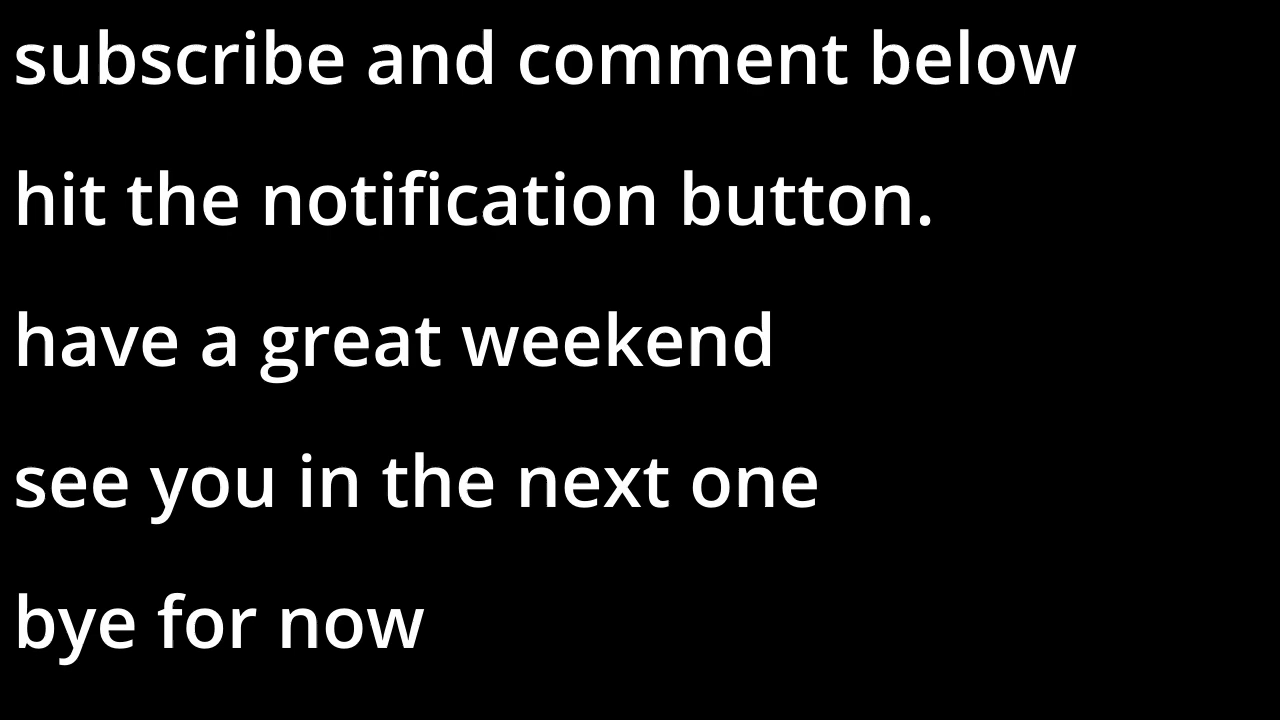 subscribe and comment below
hit the notification button.
have a great weekend
see you in the next one
bye for now